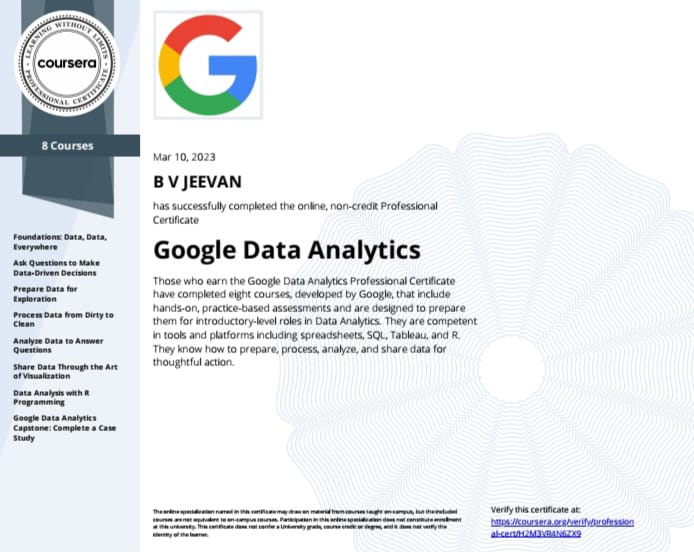 LEARNING WITHOUT LIMITS
coursera
PROFESSIONAL CERTIFICATE
8 Courses
Foundations: Data, Data,
Everywhere
Ask Questions to Make
Data-Driven Decisions
Prepare Data for
Exploration
Process Data from Dirty to
Clean
Analyze Data to Answer
Questions
Share Data Through the Art
of Visualization
Data Analysis with R
Programming
Google Data Analytics
Capstone: Complete a Case
Study
G
Mar 10, 2023
B V JEEVAN
has successfully completed the online, non-credit Professional
Certificate
Google Data Analytics
Those who earn the Google Data Analytics Professional Certificate
have completed eight courses, developed by Google, that include
hands-on, practice-based assessments and are designed to prepare
them for introductory-level roles in Data Analytics. They are competent
in tools and platforms including spreadsheets, SQL, Tableau, and R.
They know how to prepare, process, analyze, and share data for
thoughtful action.
The online specialization named in this certificate may draw on material from courses taught on-campus, but the included
courses are not equivalent to on-campus courses. Participation in this online specialization does not constitute enrollment
at this university. This certificate does not confer a University grade, course credit or degree, and it does not verify the
identity of the learner.
Verify this certificate at:
https://coursera.org/verify/profession
al-cert/H2M3VR4N6ZX9